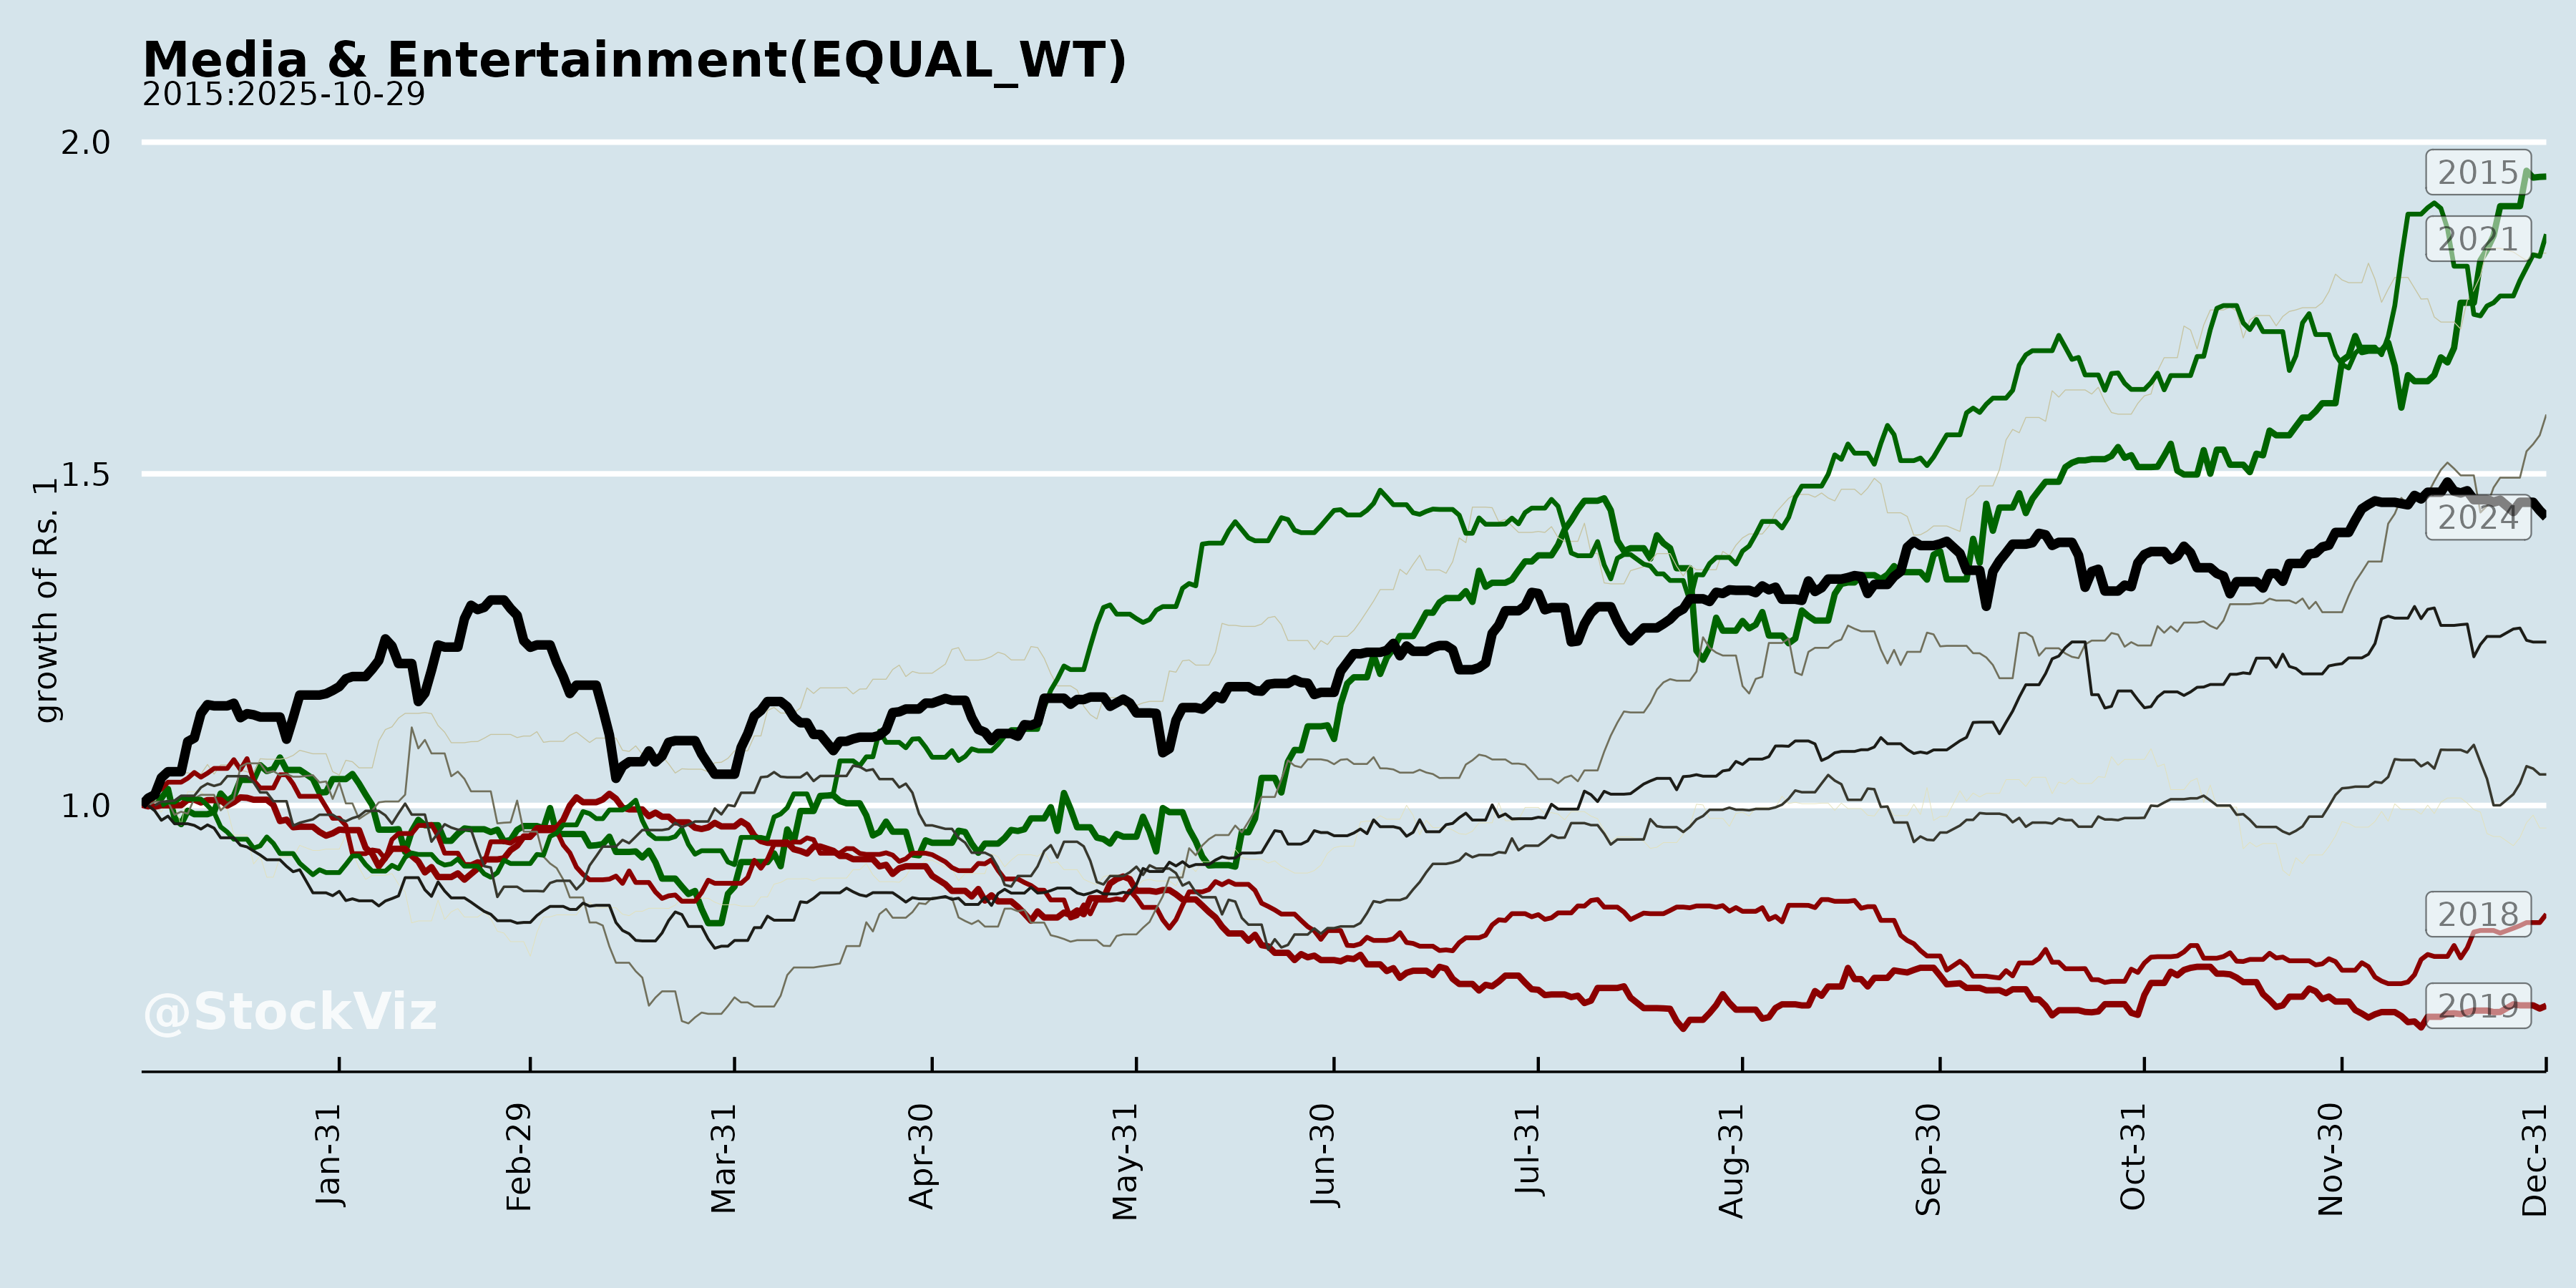 Media & Entertainment(EQUAL_WT)
2015:2025-10-29
growth of Rs. 1
2.0
1.5
1.0
2015
2021
2024
2018
2019
@StockViz
Jan-31
Feb-29
Mar-31
Apr-30
May-31
Jun-30
Jul-31
Aug-31
Sep-30
Oct-31
Nov-30
Dec-31